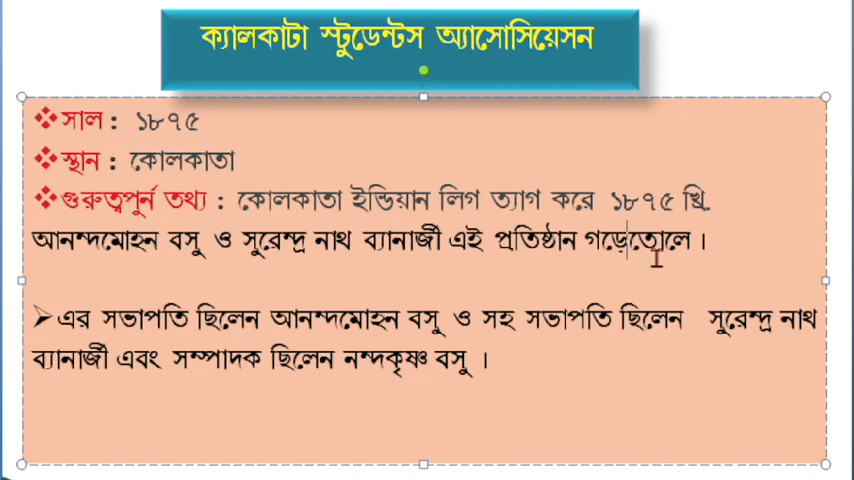 ক্যালকাটা স্টুডেন্টস অ্যাসোসিয়েসন
সাল : ১৮৭৫
স্থান : কোলকাতা
গুরুত্বপুর্ন তথ্য : কোলকাতা ইন্ডিয়ান লিগ ত্যাগ করে ১৮৭৫ খ্রি.
আনন্দমোহন বসু ও সুরেন্দ্র নাথ ব্যানার্জী এই প্রতিষ্ঠান গড়েতোলে ।
এর সভাপতি ছিলেন আনন্দমোহন বসু ও সহ সভাপতি ছিলেন সুরেন্দ্র নাথ
ব্যানার্জী এবং সম্পাদক ছিলেন নন্দকৃষ্ণ বসু ।